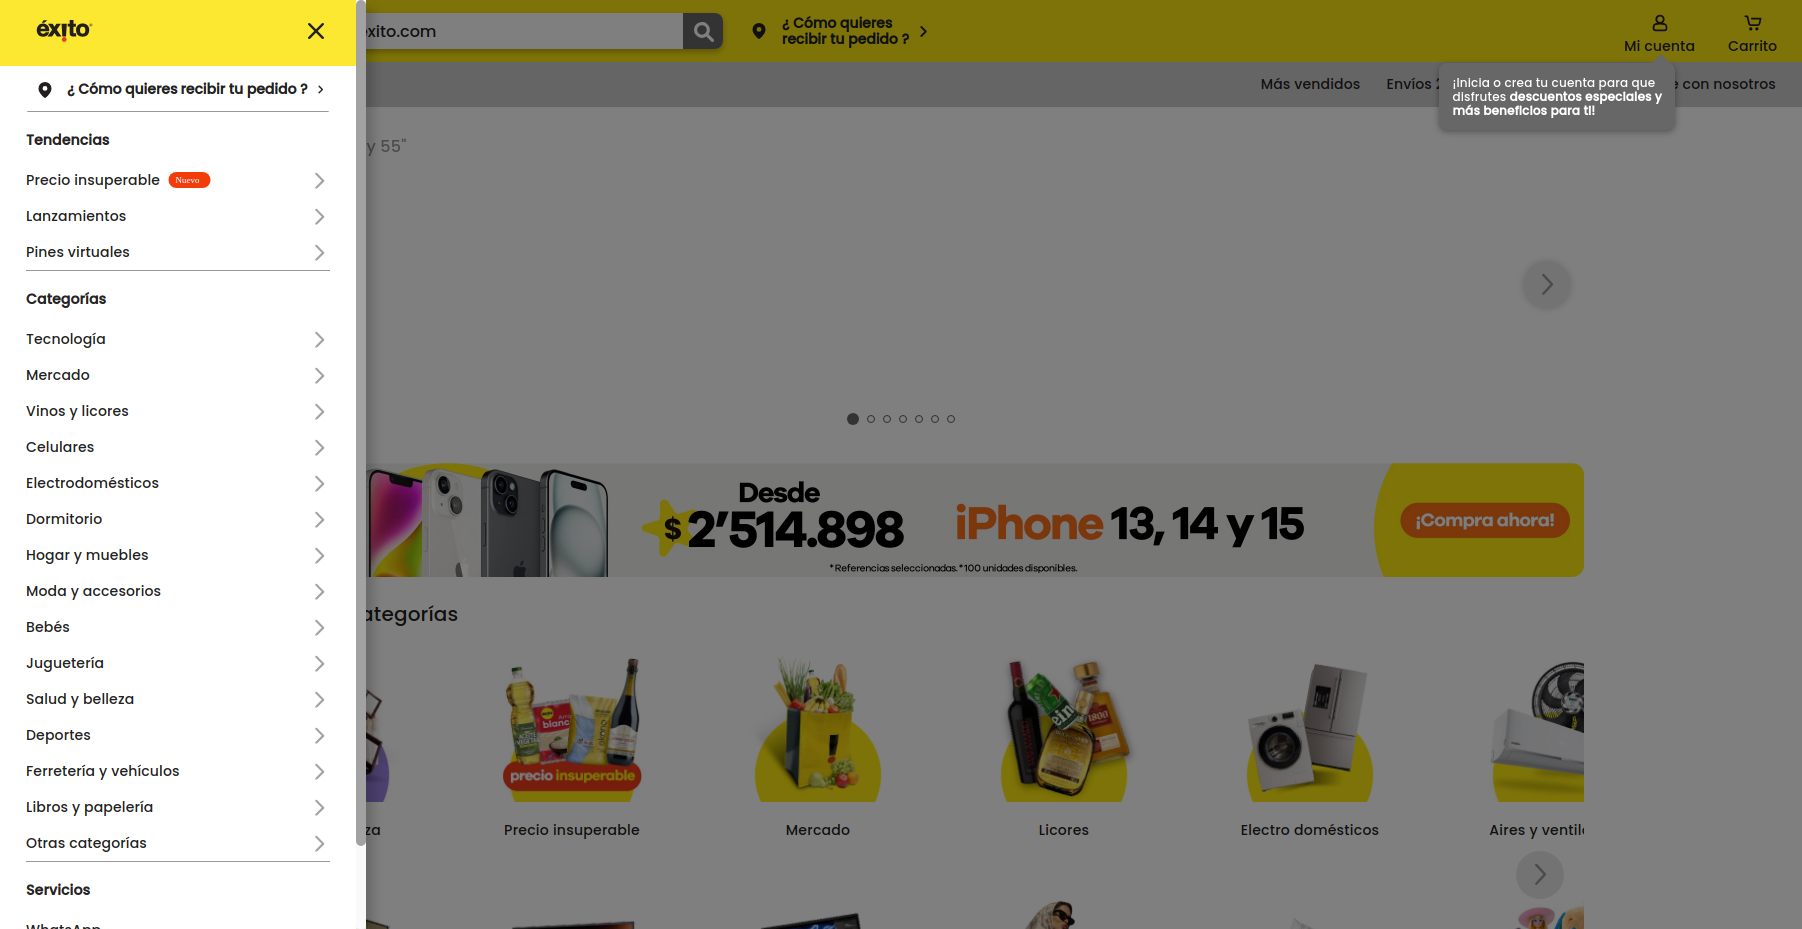 éxito
¿ Cómo quieres recibir tu pedido ?
Tendencias
Precio insuperable Nuevo
Lanzamientos
Pines virtuales
Categorías
Tecnología
Mercado
Vinos y licores
Celulares
Electrodomésticos
Dormitorio
Hogar y muebles
Moda y accesorios
Bebés
Juguetería
Salud y belleza
Deportes
Ferretería y vehículos
Libros y papelería
Otras categorías
Servicios
WhatsApp
exito.com
¿ Cómo quieres
recibir tu pedido ?
Mi cuenta
Carrito
Más vendidos
Envíos 2
e con nosotros
¡Inicia o crea tu cuenta para que
disfrutes descuentos especiales y
más beneficios para ti!
y 55"
Desde
$ 2'514.898
iPhone 13, 14 y 15
*Referencias seleccionadas. *100 unidades disponibles.
¡Compra ahora!
ategorías
precio insuperable
za
Precio insuperable
Mercado
Licores
Electro domésticos
Aires y ventil